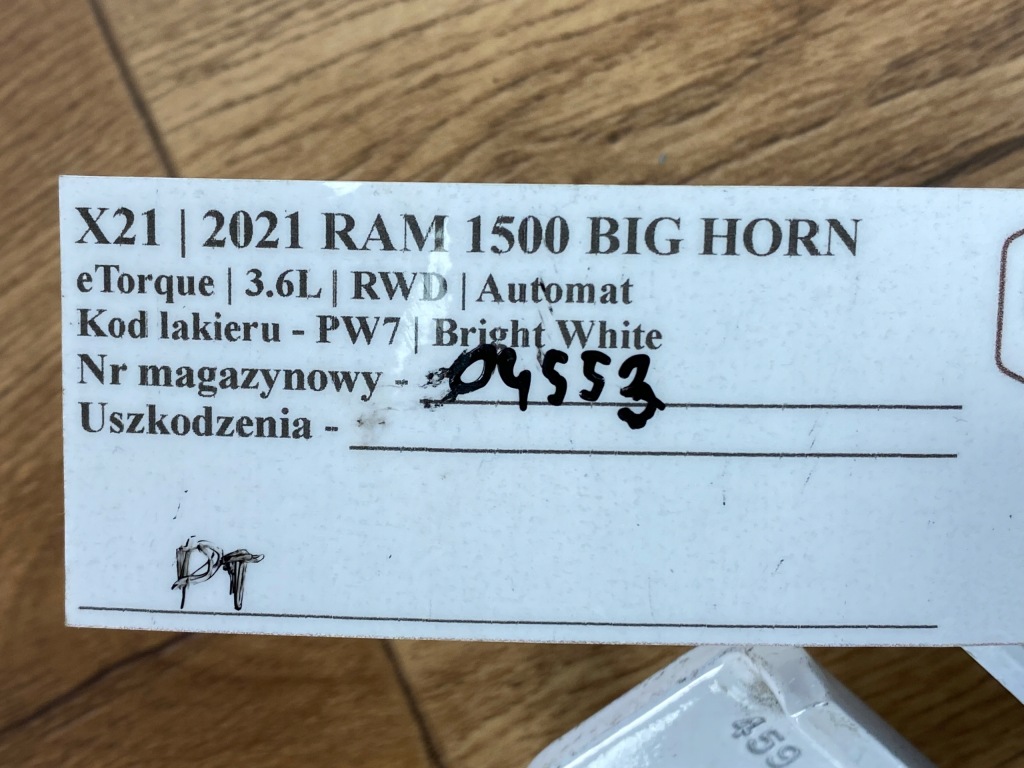 X21 | 2021 RAM 1500 BIG HORN
eTorque | 3.6L | RWD | Automat
Kod lakieru - PW7 | Bright White
Nr magazynowy - 04553
Uszkodzenia -
PT
459